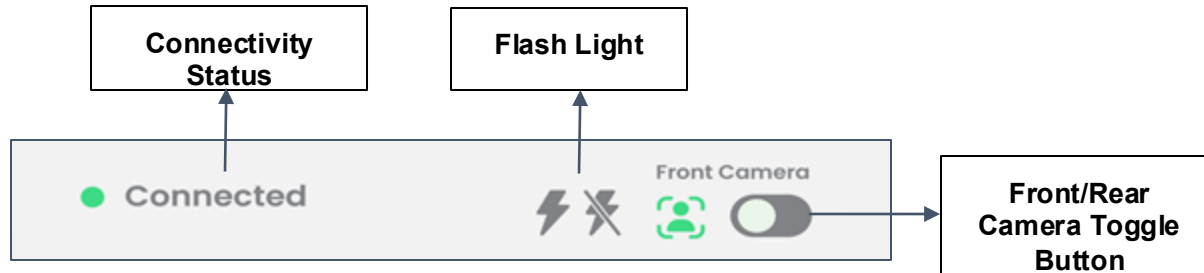 Connectivity
Status
Flash Light
Connected
Front Camera
Front/Rear
Camera Toggle
Button